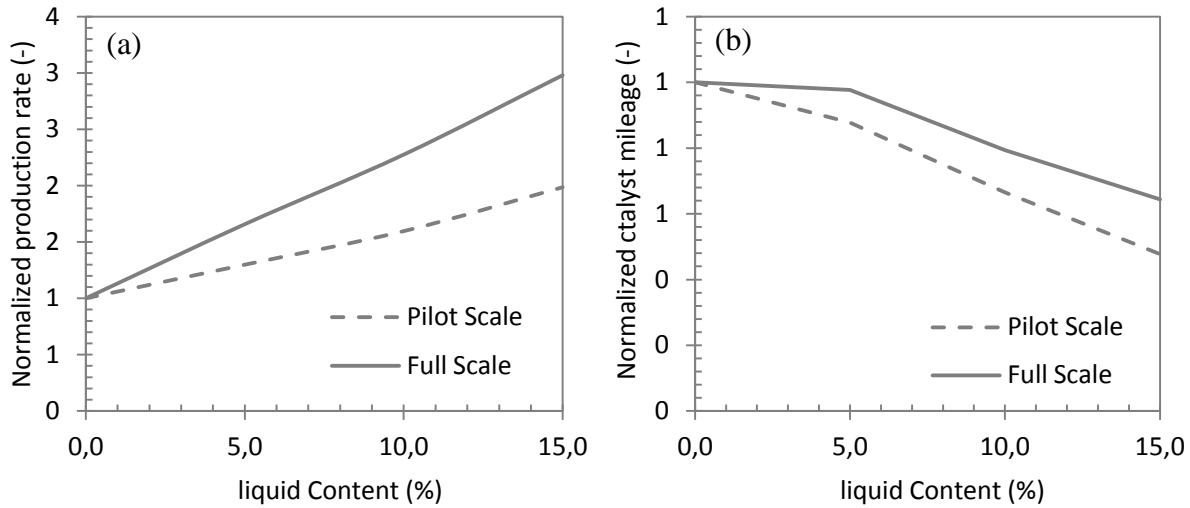 (a)
Normalized production rate (-)
4
3
3
2
2
1
1
0
0,0 5,0 10,0 15,0
liquid Content (%)
Pilot Scale
Full Scale
(b)
Normalized ctalyst mileage (-)
1
1
1
1
0
0
0
0,0 5,0 10,0 15,0
liquid Content (%)
Pilot Scale
Full Scale